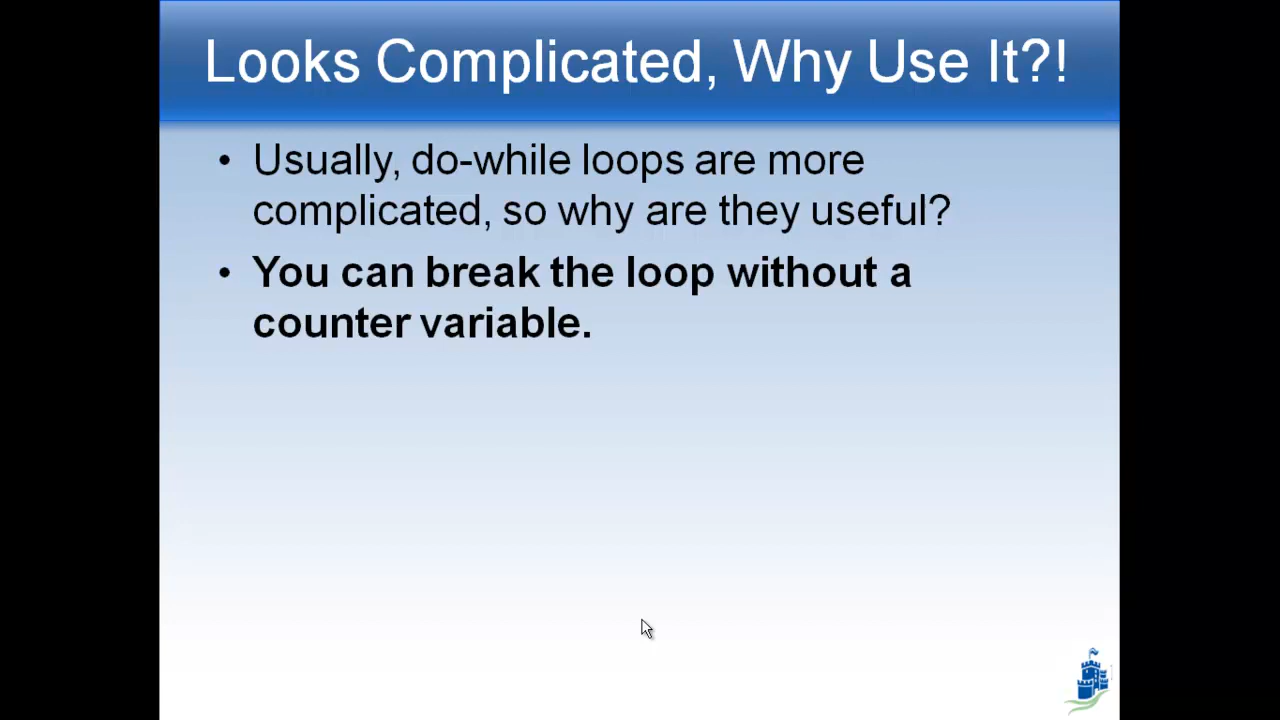 Looks Complicated, Why Use It?!
• Usually, do-while loops are more
complicated, so why are they useful?
• You can break the loop without a
counter variable.